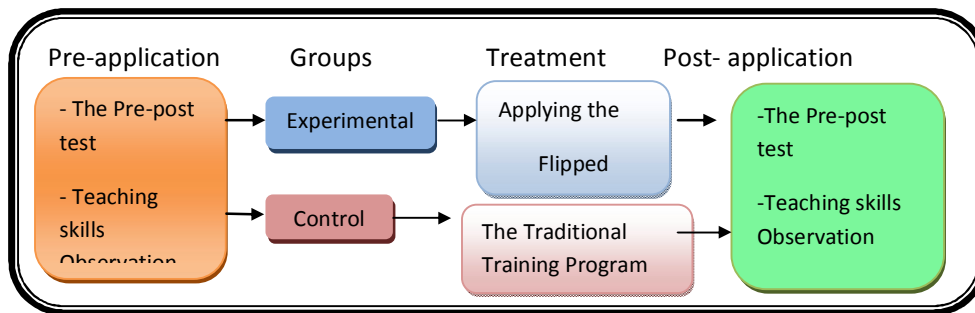 Pre-application Groups Treatment Post- application
- The Pre-post
test
- Teaching
skills
Observation
Experimental
Control
Applying the
Flipped
The Traditional
Training Program
-The Pre-post
test
-Teaching skills
Observation